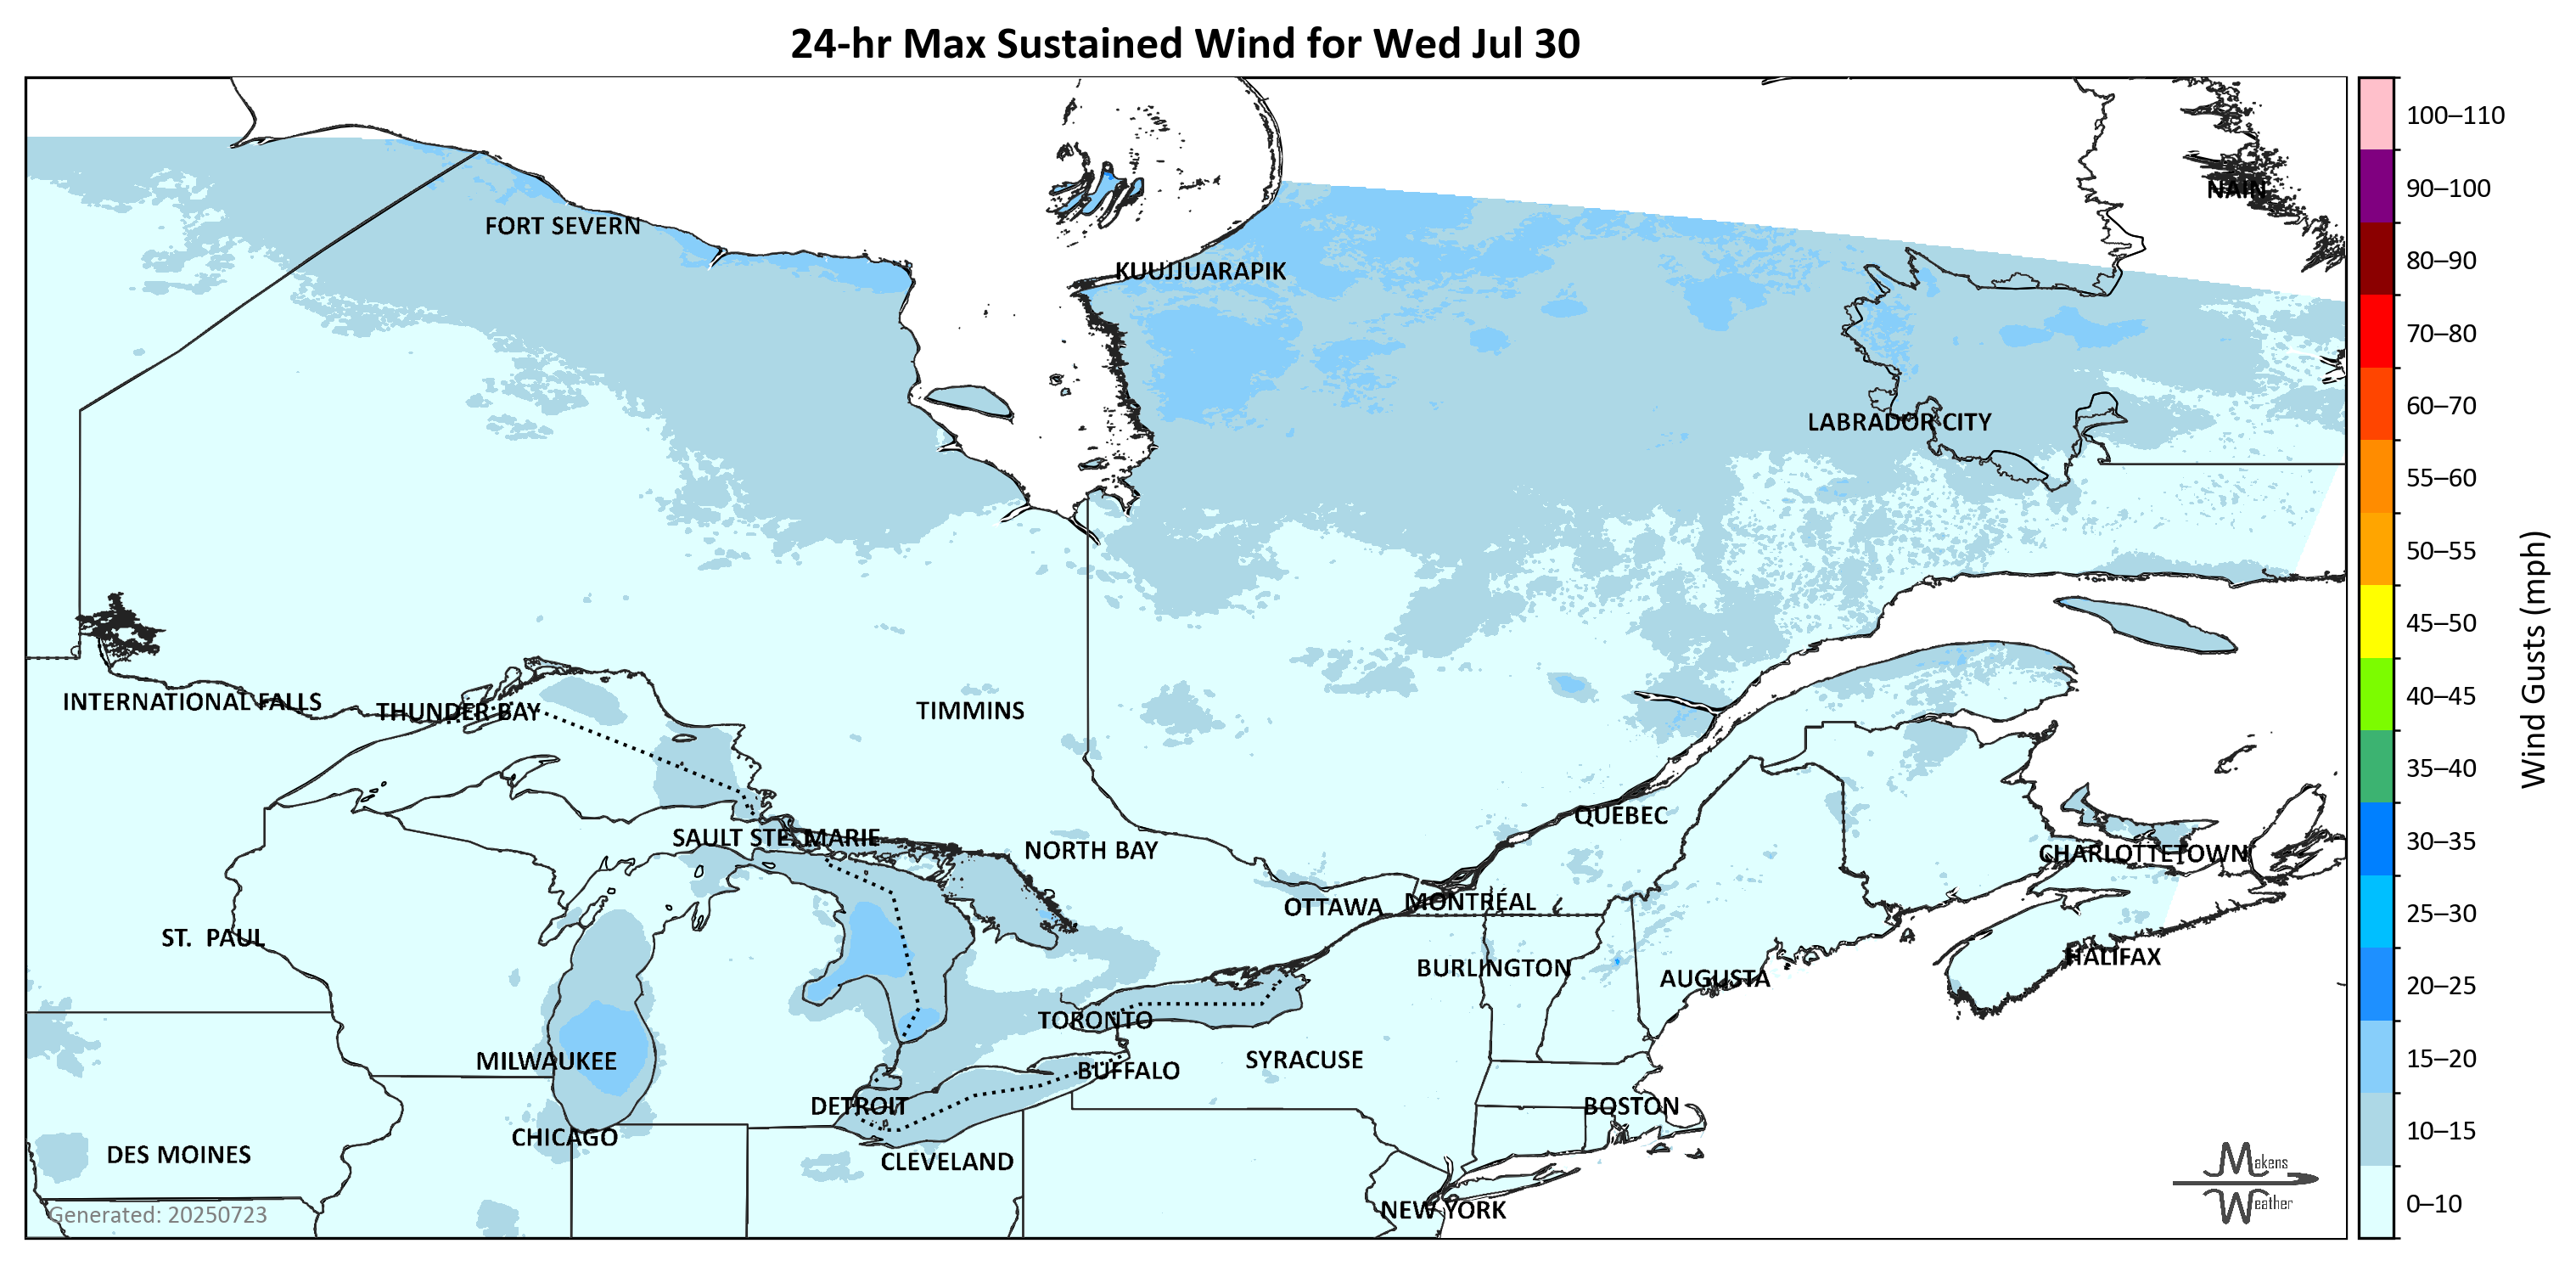 24-hr Max Sustained Wind for Wed Jul 30
100–110
90–100
NAIN
FORT SEVERN
80–90
KUUJJUARAPIK
70–80
60–70
LABRADOR CITY
55–60
50–55
45–50
Wind Gusts (mph)
40–45
INTERNATIONAL FALLS
THUNDER BAY
TIMMINS
35–40
QUÉBEC
30–35
SAULT STE. MARIE
NORTH BAY
CHARLOTTETOWN
OTTAWA
MONTRÉAL
25–30
ST. PAUL
HALIFAX
BURLINGTON
AUGUSTA
20–25
TORONTO
MILWAUKEE
SYRACUSE
15–20
BUFFALO
DETROIT
BOSTON
CHICAGO
10–15
DES MOINES
CLEVELAND
Makens
Weather
0–10
NEW YORK
Generated: 20250723